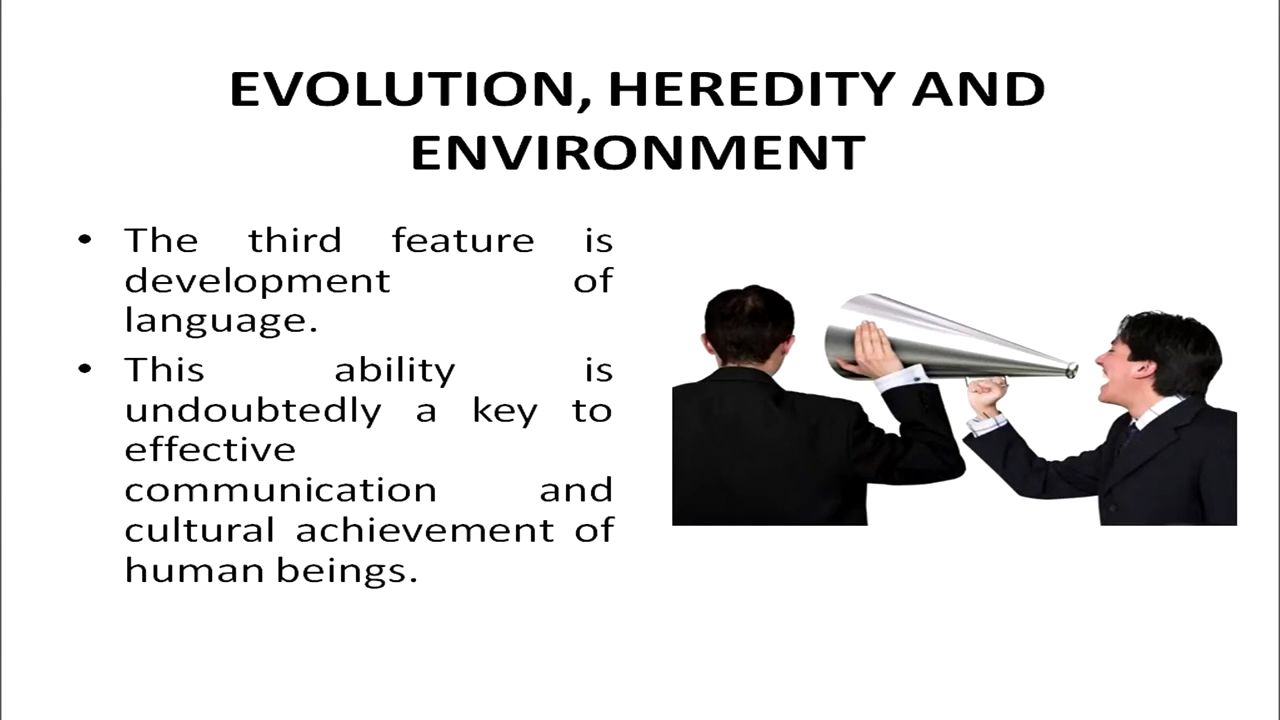 EVOLUTION, HEREDITY AND
ENVIRONMENT
• The third feature is
development of
language.
• This ability is
undoubtedly a key to
effective
communication and
cultural achievement of
human beings.